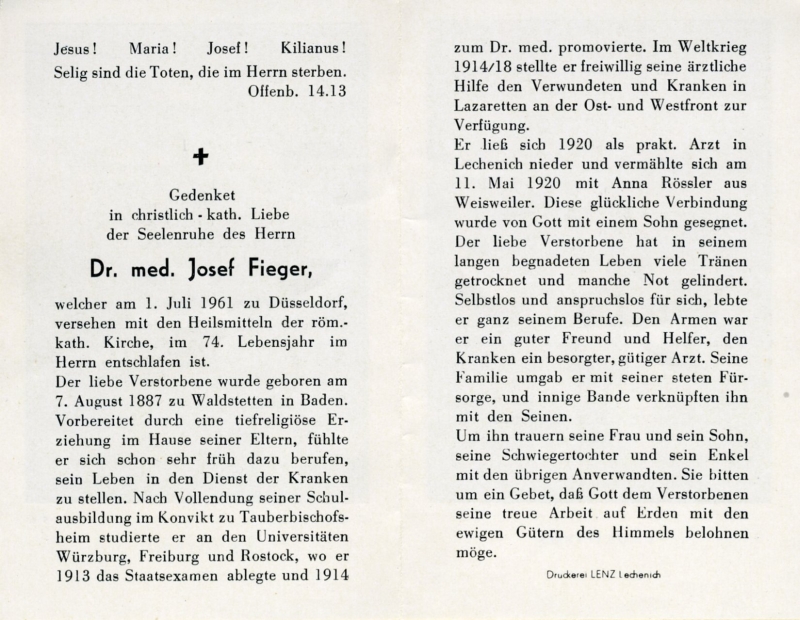 Jesus! Maria! Josef! Kilianus!
Selig sind die Toten, die im Herrn sterben.
Offenb. 14.13
Gedenket
in christlich-kath. Liebe
der Seelenruhe des Herrn
Dr. med. Josef Fieger,
welcher am 1. Juli 1961 zu Düsseldorf,
versehen mit den Heilsmitteln der röm.-
kath. Kirche, im 74. Lebensjahr im
Herrn entschlafen ist.
Der liebe Verstorbene wurde geboren am
7. August 1887 zu Waldstetten in Baden.
Vorbereitet durch eine tiefreligiöse Er-
ziehung im Hause seiner Eltern, fühlte
er sich schon sehr früh dazu berufen,
sein Leben in den Dienst der Kranken
zu stellen. Nach Vollendung seiner Schul-
ausbildung im Konvikt zu Tauberbischofs-
heim studierte er an den Universitäten
Würzburg, Freiburg und Rostock, wo er
1913 das Staatsexamen ablegte und 1914
zum Dr. med. promovierte. Im Weltkrieg
1914/18 stellte er freiwillig seine ärztliche
Hilfe den Verwundeten und Kranken in
Lazaretten an der Ost- und Westfront zur
Verfügung.
Er ließ sich 1920 als prakt. Arzt in
Lechenich nieder und vermählte sich am
11. Mai 1920 mit Anna Rössler aus
Weisweiler. Diese glückliche Verbindung
wurde von Gott mit einem Sohn gesegnet.
Der liebe Verstorbene hat in seinem
langen begnadeten Leben viele Tränen
getrocknet und manche Not gelindert.
Selbstlos und anspruchslos für sich, lebte
er ganz seinem Berufe. Den Armen war
er ein guter Freund und Helfer, den
Kranken ein besorgter, gütiger Arzt. Seine
Familie umgab er mit seiner steten Für-
sorge, und innige Bande verknüpften ihn
mit den Seinen.
Um ihn trauern seine Frau und sein Sohn,
seine Schwiegertochter und sein Enkel
mit den übrigen Anverwandten. Sie bitten
um ein Gebet, daß Gott dem Verstorbenen
seine treue Arbeit auf Erden mit den
ewigen Gütern des Himmels belohnen
möge.
Druckerei LENZ Lechenich